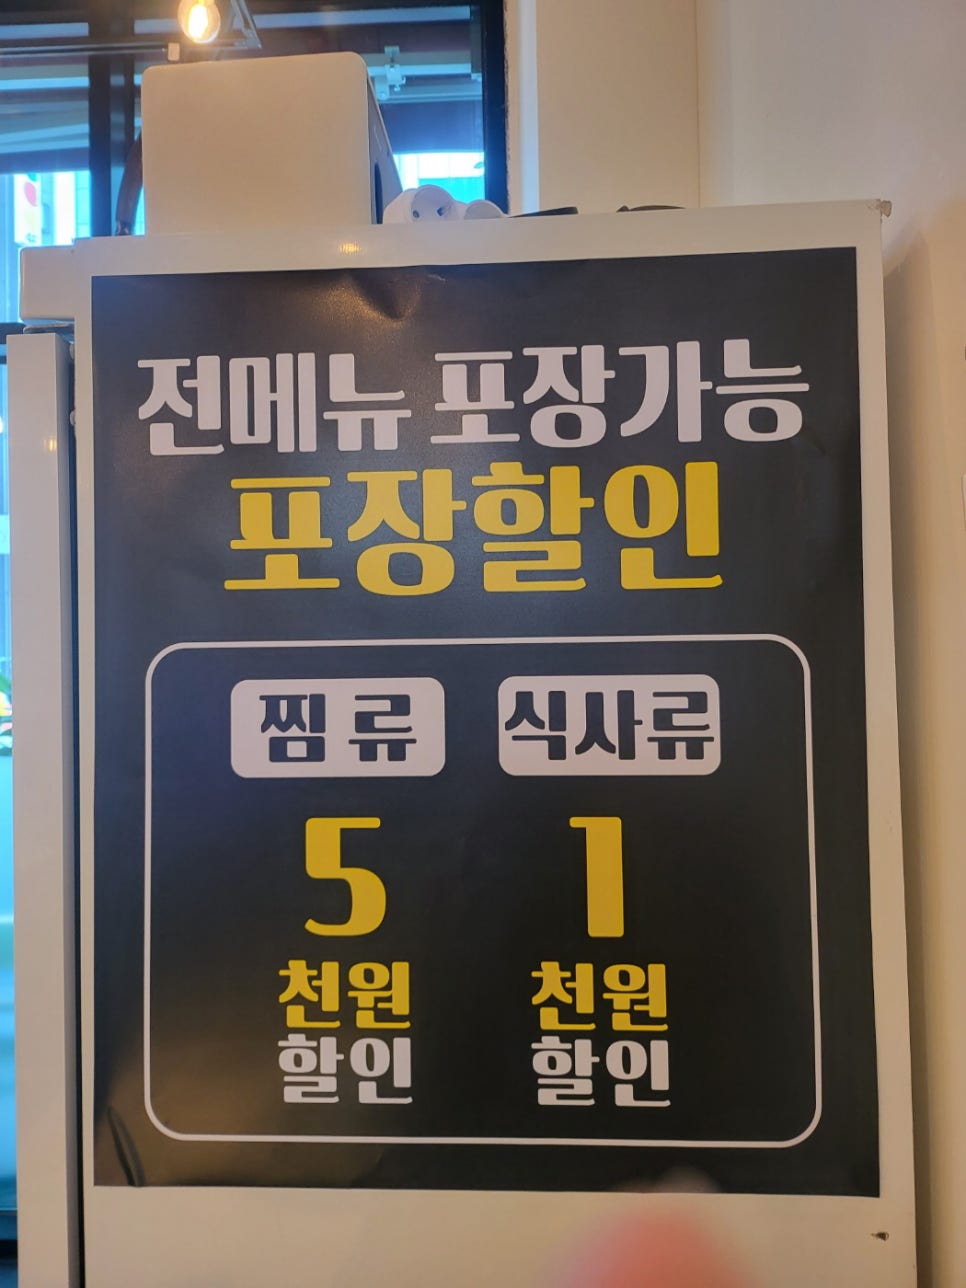 전메뉴 포장가능
포장할인
찜류 식사류
5 1
천원 천원
할인 할인